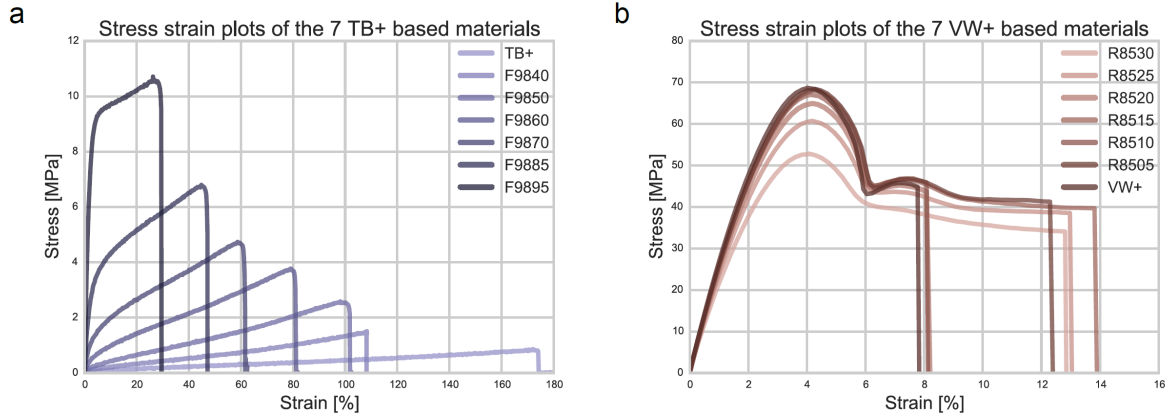 a
Stress strain plots of the 7 TB+ based materials
12
10
8
6
4
2
0
Stress [MPa]
0 20 40 60 80 100 120 140 160 180
Strain [%]
TB+
F9840
F9850
F9860
F9870
F9885
F9895
b
Stress strain plots of the 7 VW+ based materials
80
70
60
50
40
30
20
10
0
Stress [MPa]
0 2 4 6 8 10 12 14 16
Strain [%]
R8530
R8525
R8520
R8515
R8510
R8505
VW+